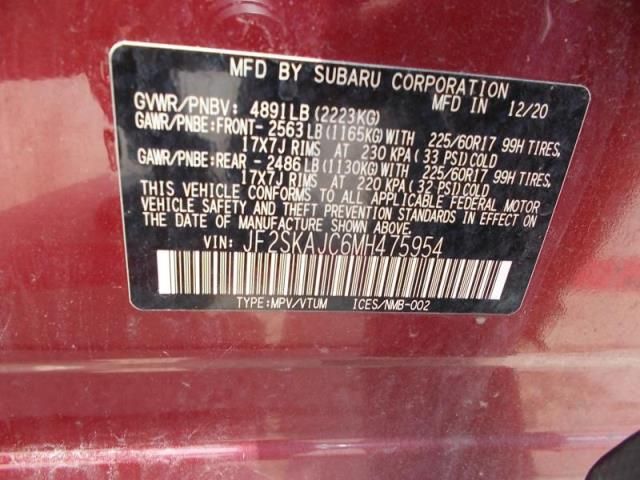 MFD BY SUBARU CORPORATION
MFD IN 12/20
GVWR/PNBV: 4891LB (2223KG)
GAWR/PNBE:FRONT- 2563LB(1165KG)WITH 225/60R17 99H TIRES,
17X7J RIMS AT 230 KPA(33 PSI)COLD
GAWR/PNBE:REAR - 2486LB(1130KG)WITH 225/60R17 99H TIRES,
17X7J RIMS AT 220 KPA(32 PSI)COLD
THIS VEHICLE CONFORMS TO ALL APPLICABLE FEDERAL MOTOR
VEHICLE SAFETY AND THEFT PREVENTION STANDARDS IN EFFECT
ON THE DATE OF MANUFACTURE SHOWN ABOVE.
VIN: JF2SKAJC6MH475954
TYPE:MPV/VTUM ICES/NMB-002